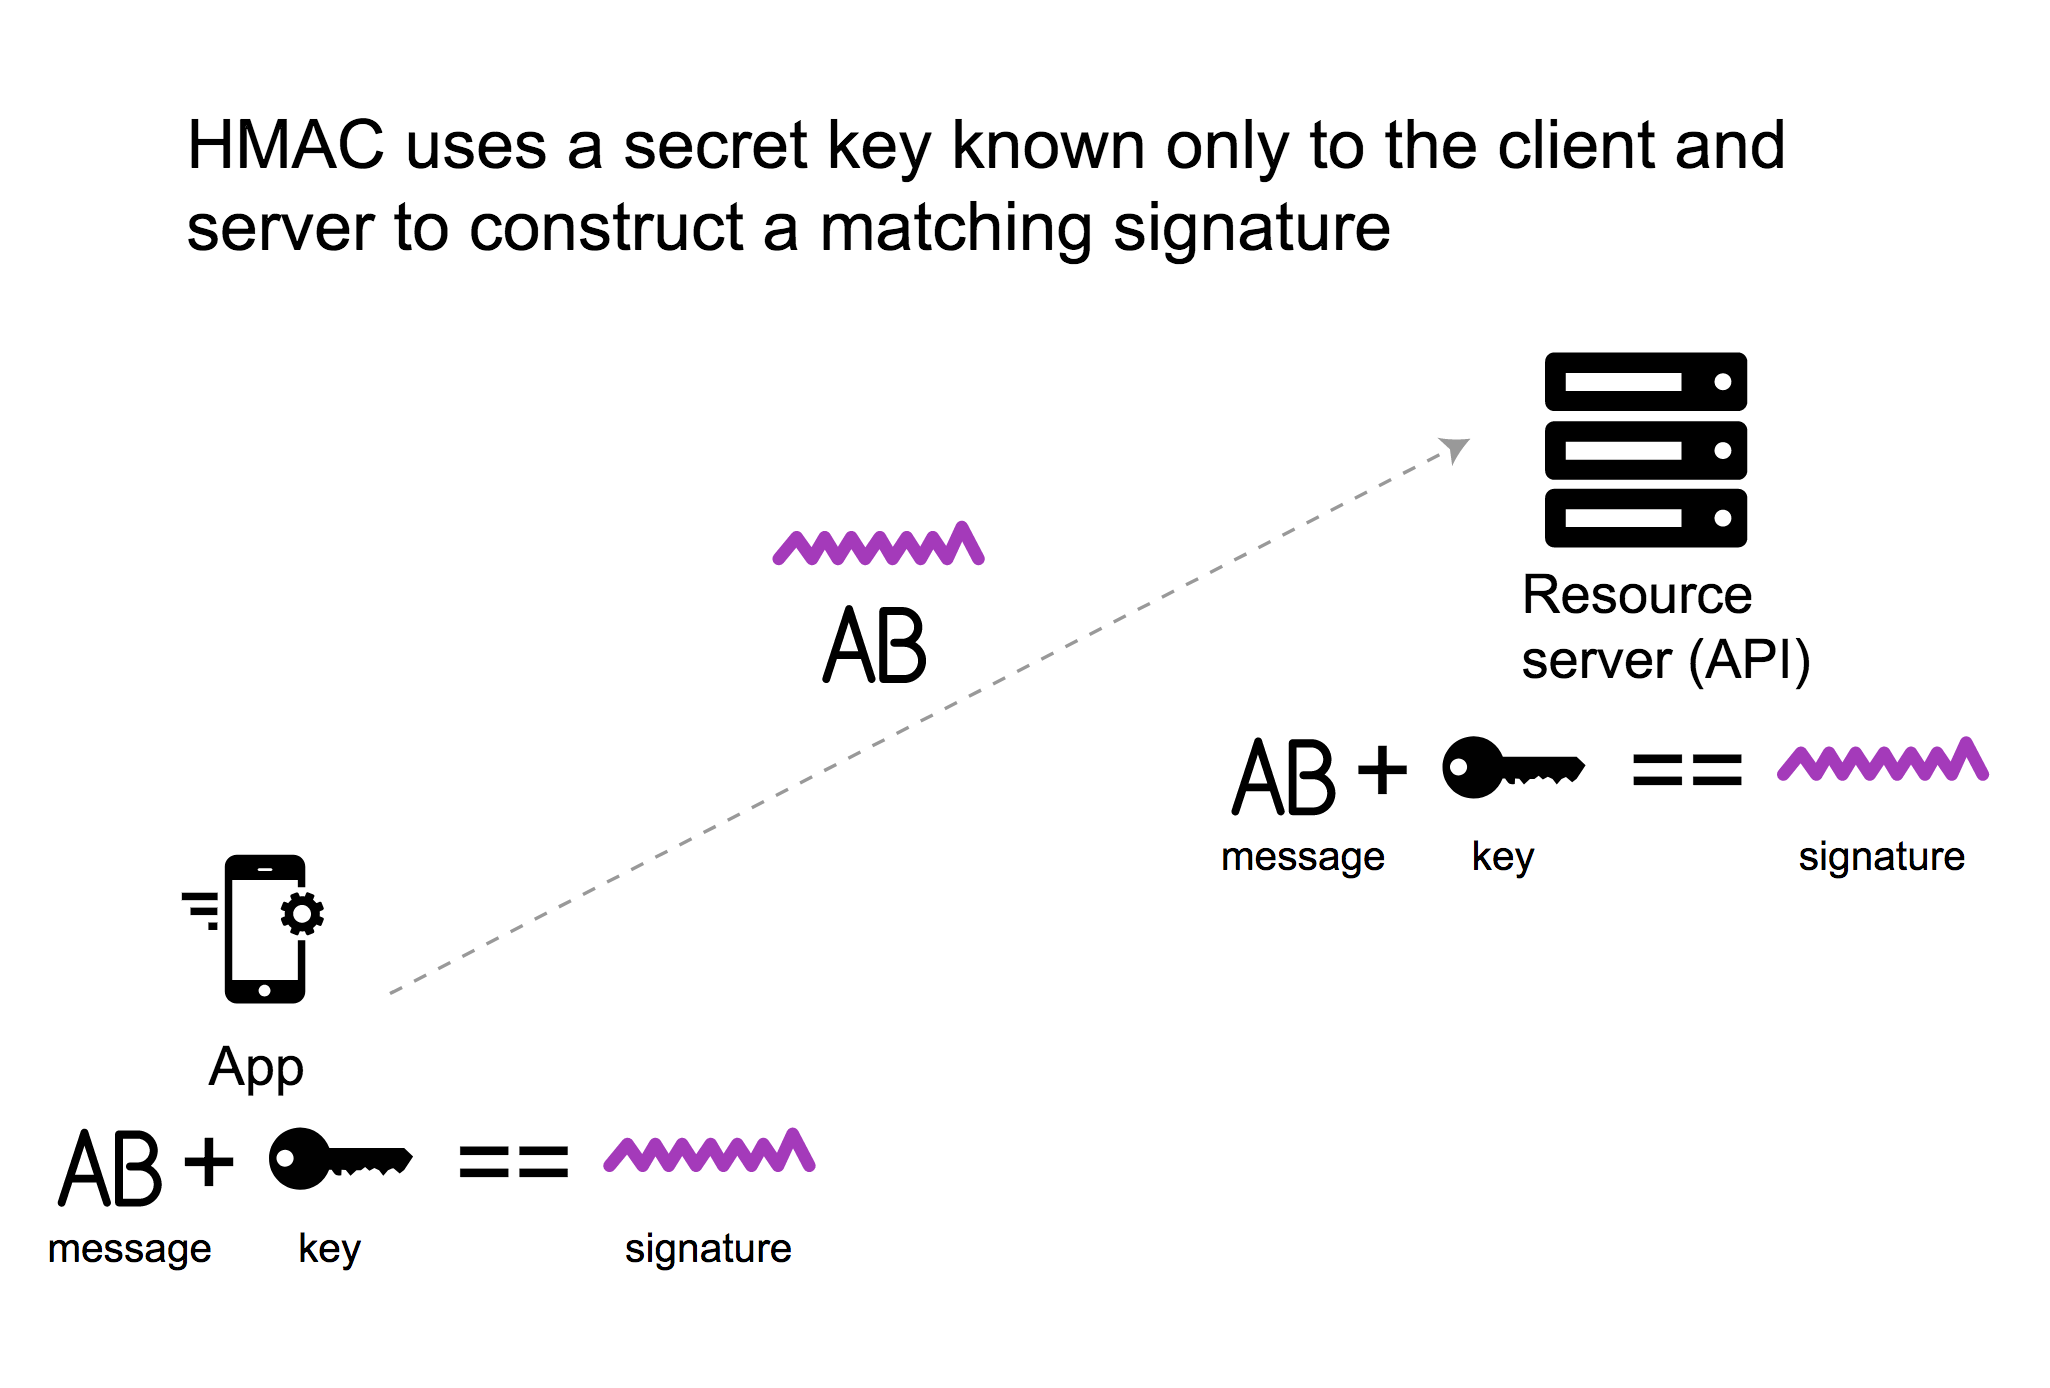 HMAC uses a secret key known only to the client and
server to construct a matching signature
AB
Resource
server (API)
AB + ==
message key signature
App
AB + ==
message key signature